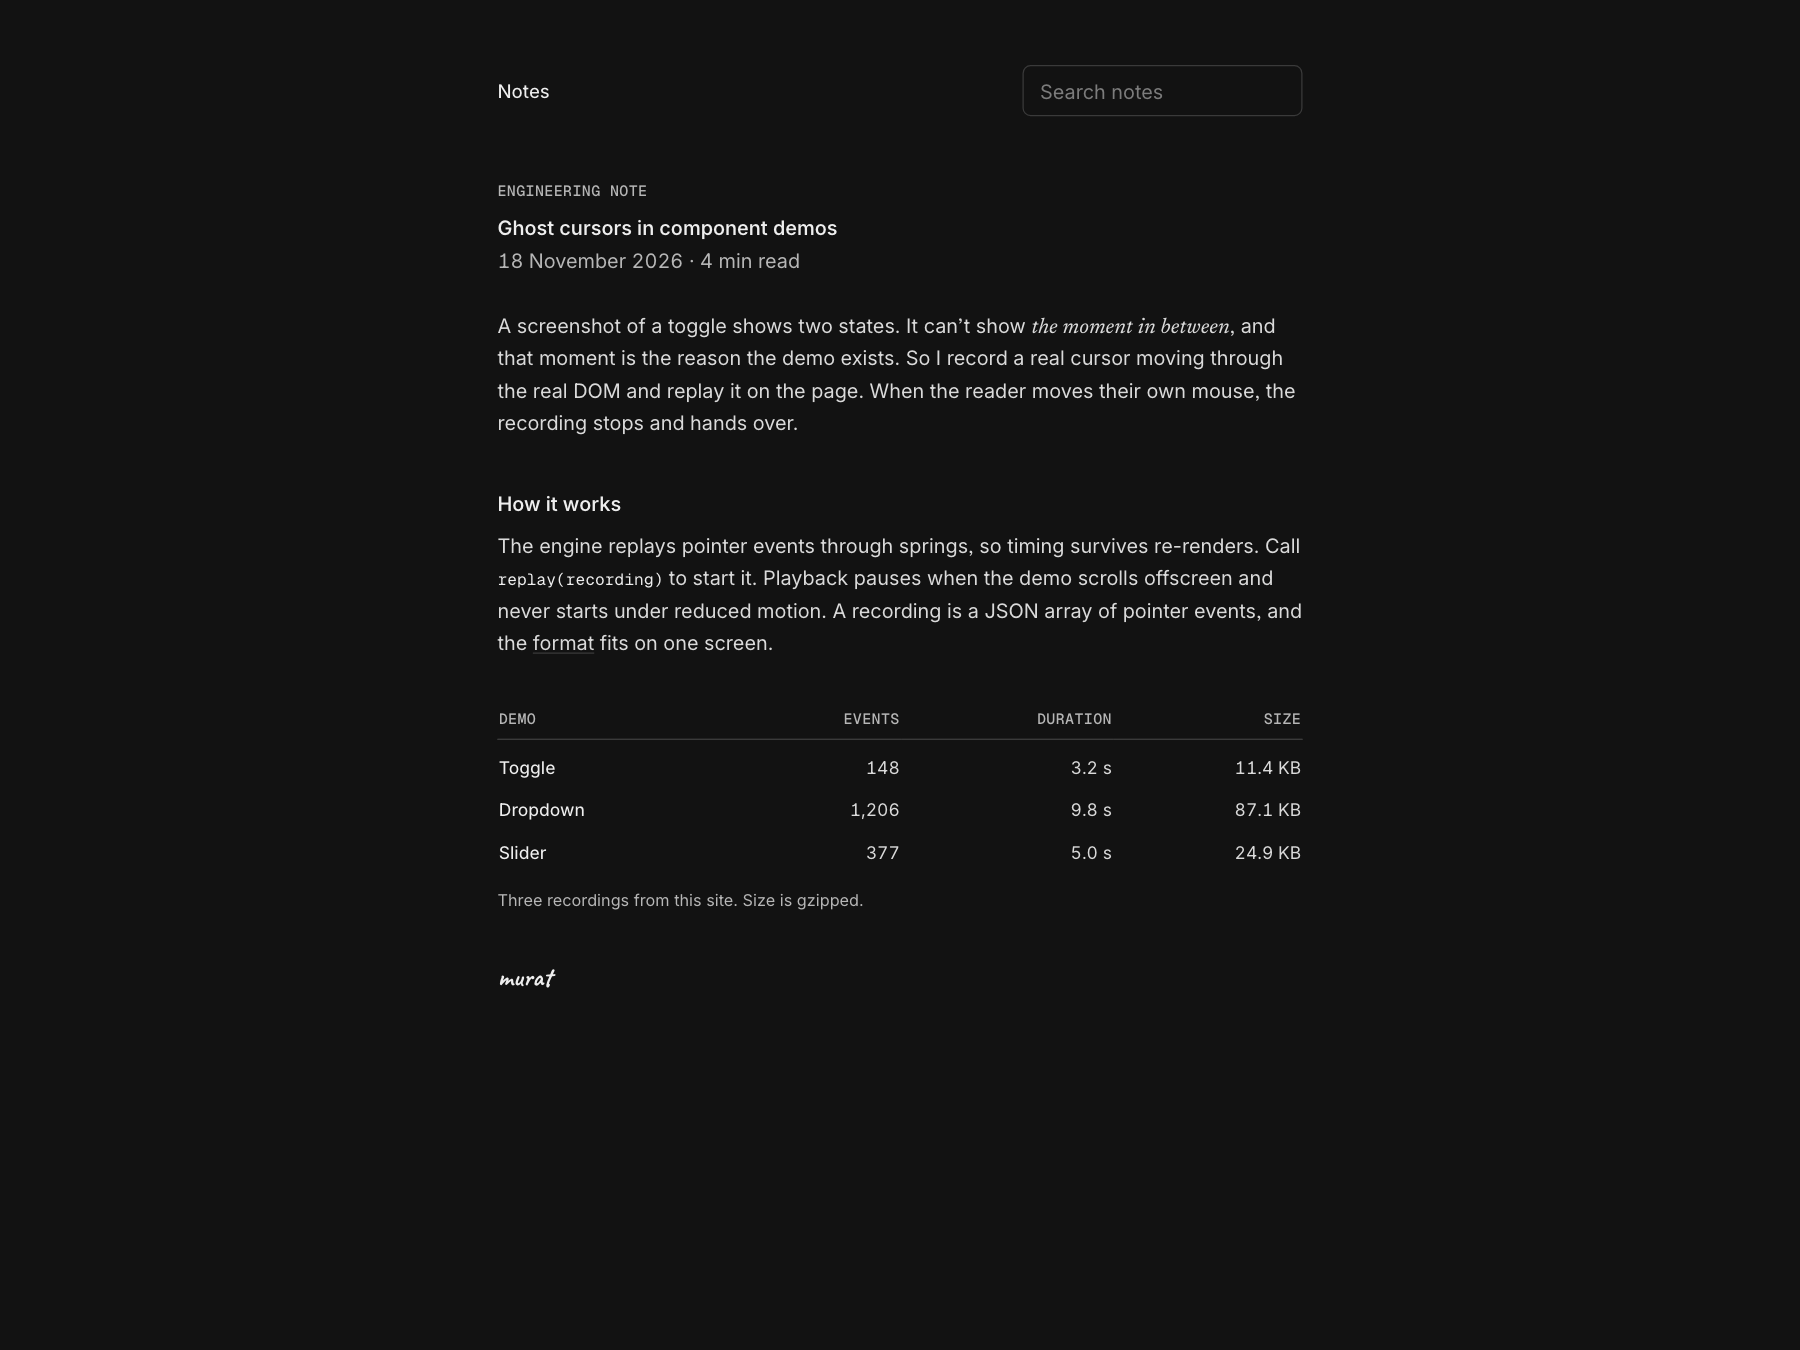 Notes
Search notes
ENGINEERING NOTE
Ghost cursors in component demos
18 November 2026 · 4 min read
A screenshot of a toggle shows two states. It can’t show the moment in between, and
that moment is the reason the demo exists. So I record a real cursor moving through
the real DOM and replay it on the page. When the reader moves their own mouse, the
recording stops and hands over.
How it works
The engine replays pointer events through springs, so timing survives re-renders. Call
replay(recording) to start it. Playback pauses when the demo scrolls offscreen and
never starts under reduced motion. A recording is a JSON array of pointer events, and
the format fits on one screen.
DEMO EVENTS DURATION SIZE
Toggle 148 3.2 s 11.4 KB
Dropdown 1,206 9.8 s 87.1 KB
Slider 377 5.0 s 24.9 KB
Three recordings from this site. Size is gzipped.
murat